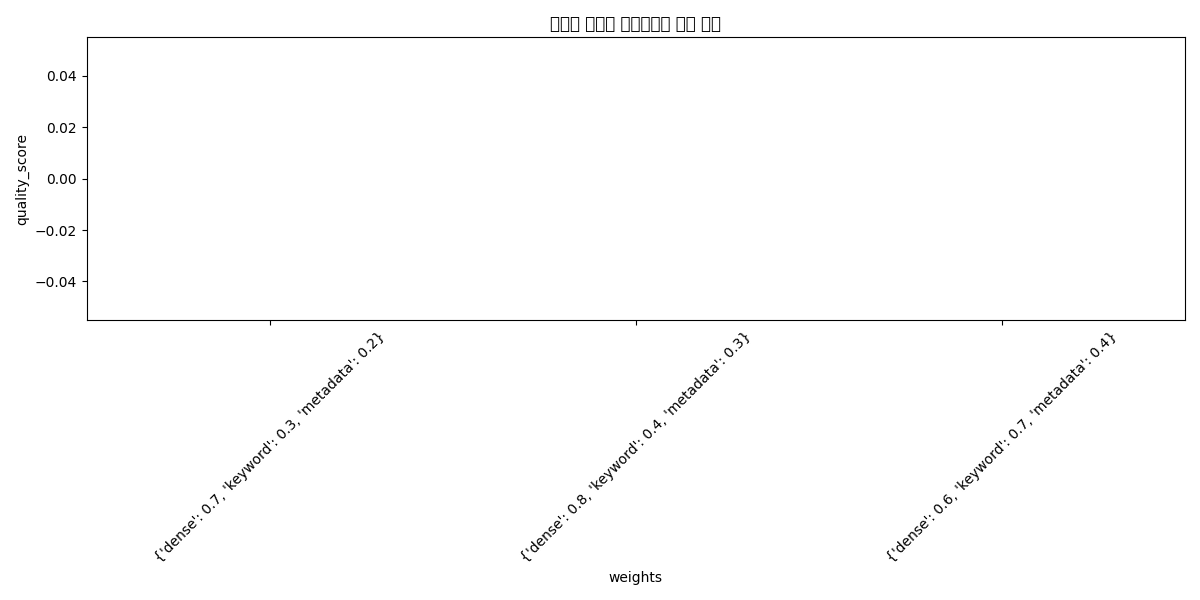 quality_score
0.04
0.02
0.00
−0.02
−0.04
{'dense': 0.7, 'keyword': 0.3, 'metadata': 0.2}
{'dense': 0.8, 'keyword': 0.4, 'metadata': 0.3}
{'dense': 0.6, 'keyword': 0.7, 'metadata': 0.4}
weights